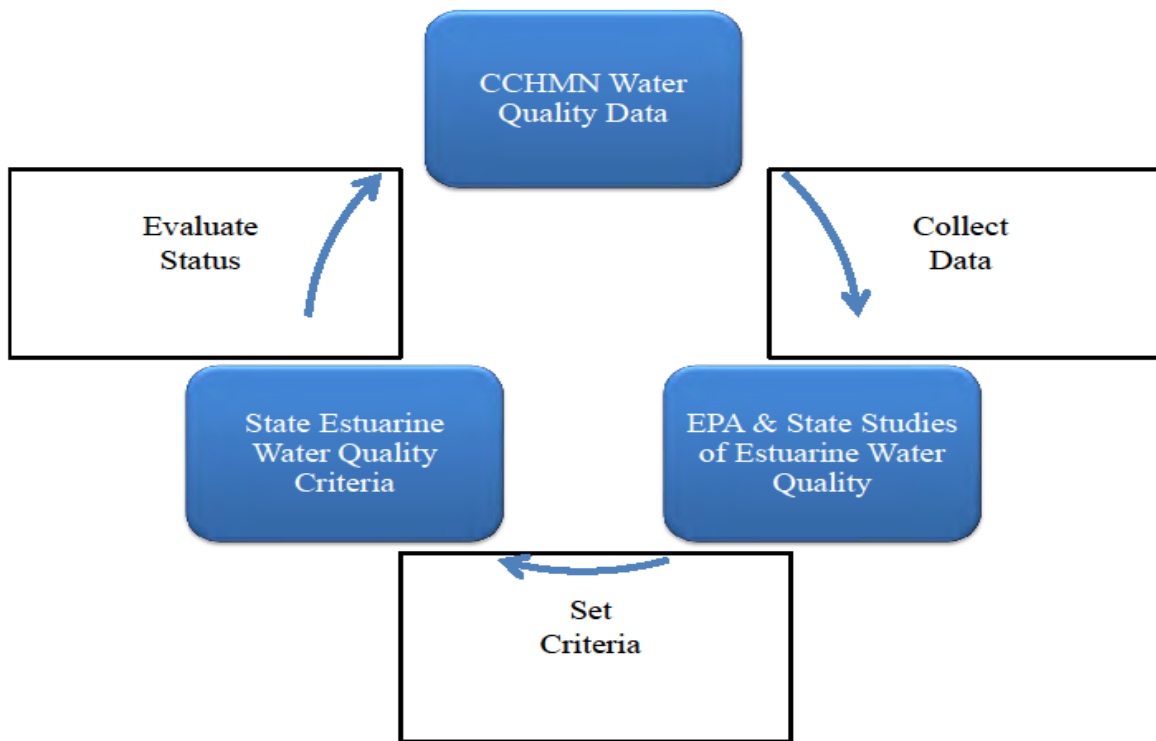 CCHMN Water
Quality Data
Evaluate
Status
Collect
Data
State Estuarine
Water Quality
Criteria
EPA & State Studies
of Estuarine Water
Quality
Set
Criteria